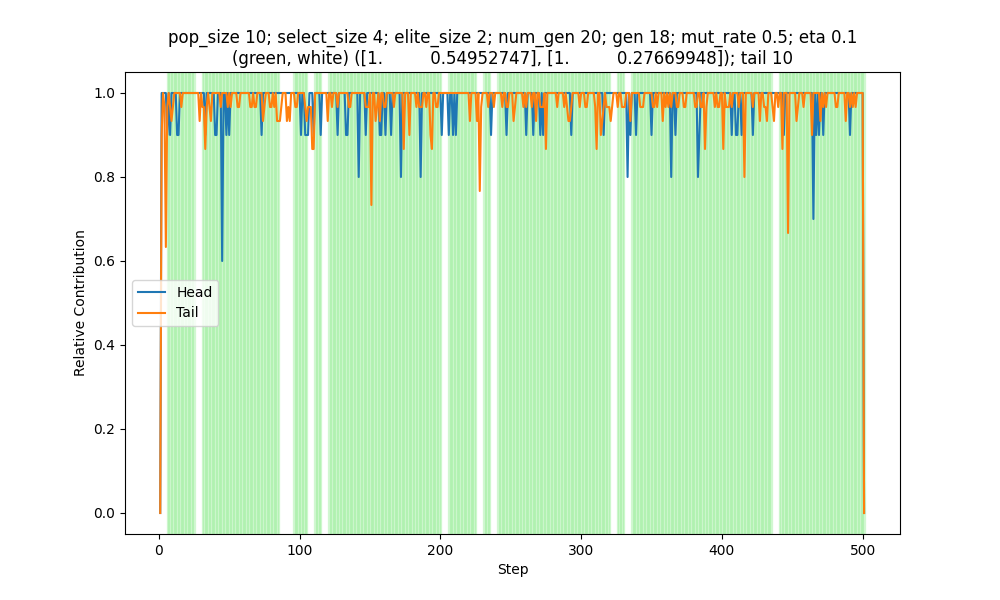 pop_size 10; select_size 4; elite_size 2; num_gen 20; gen 18; mut_rate 0.5; eta 0.1
(green, white) ([1.         0.54952747], [1.         0.27669948]); tail 10
1.0
0.8
0.6
0.4
0.2
0.0
Relative Contribution
Head
Tail
0
100
200
300
400
500
Step